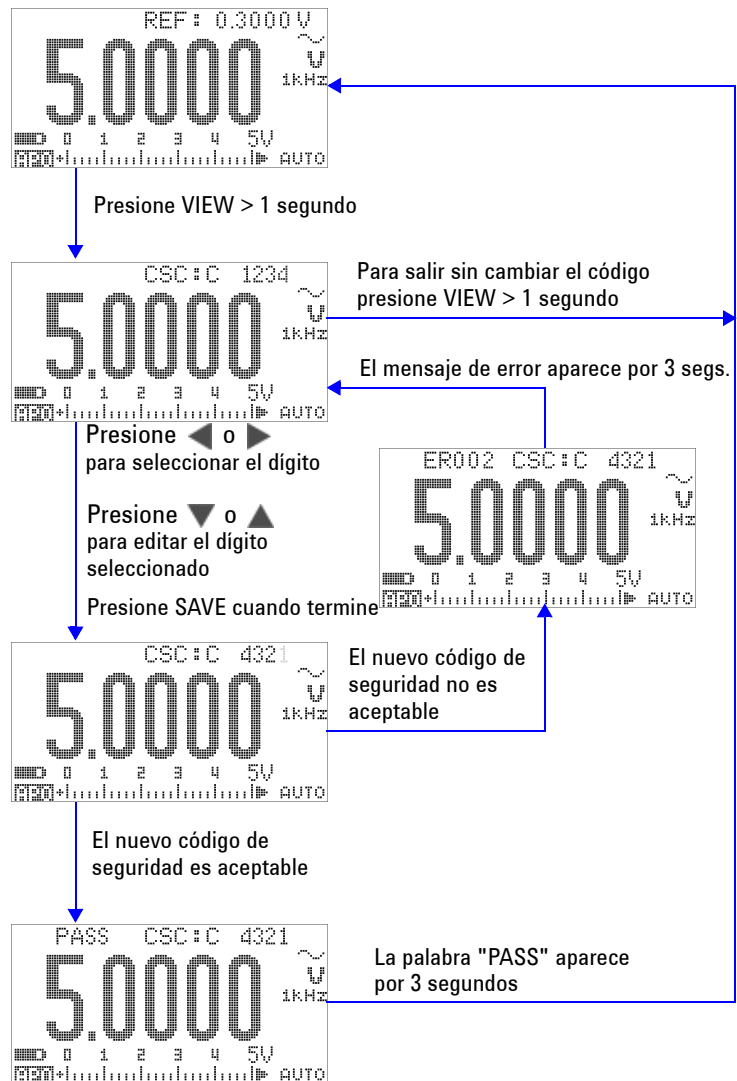 REF: 0.3000 V
5.0000
V
1kHz
0 1 2 3 4 5V
APO AUTO
Presione VIEW > 1 segundo
CSC:C 1234
5.0000
V
1kHz
0 1 2 3 4 5V
APO AUTO
Para salir sin cambiar el código
presione VIEW > 1 segundo
El mensaje de error aparece por 3 segs.
Presione ◀ o ▶
para seleccionar el dígito
Presione ▼ o ▲
para editar el dígito
seleccionado
Presione SAVE cuando termine
ER002 CSC:C 4321
5.0000
V
1kHz
0 1 2 3 4 5V
APO AUTO
CSC:C 4321
5.0000
V
1kHz
0 1 2 3 4 5V
APO AUTO
El nuevo código de
seguridad no es
aceptable
El nuevo código de
seguridad es aceptable
PASS CSC:C 4321
5.0000
V
1kHz
0 1 2 3 4 5V
APO AUTO
La palabra "PASS" aparece
por 3 segundos